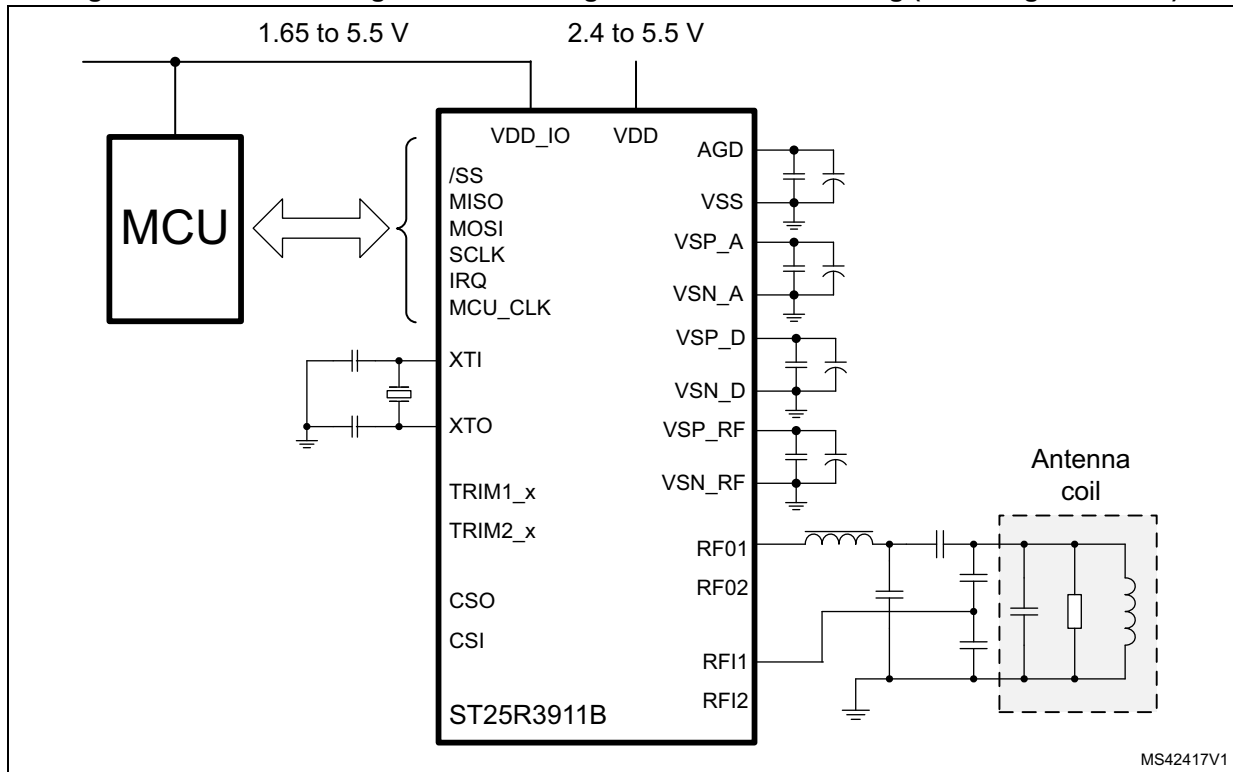 1.65 to 5.5 V
2.4 to 5.5 V
MCU
VDD_IO
VDD
/SS
MISO
MOSI
SCLK
IRQ
MCU_CLK
XTI
XTO
TRIM1_x
TRIM2_x
CSO
CSI
ST25R3911B
AGD
VSS
VSP_A
VSN_A
VSP_D
VSN_D
VSP_RF
VSN_RF
RF01
RF02
RFI1
RFI2
Antenna
coil
MS42417V1